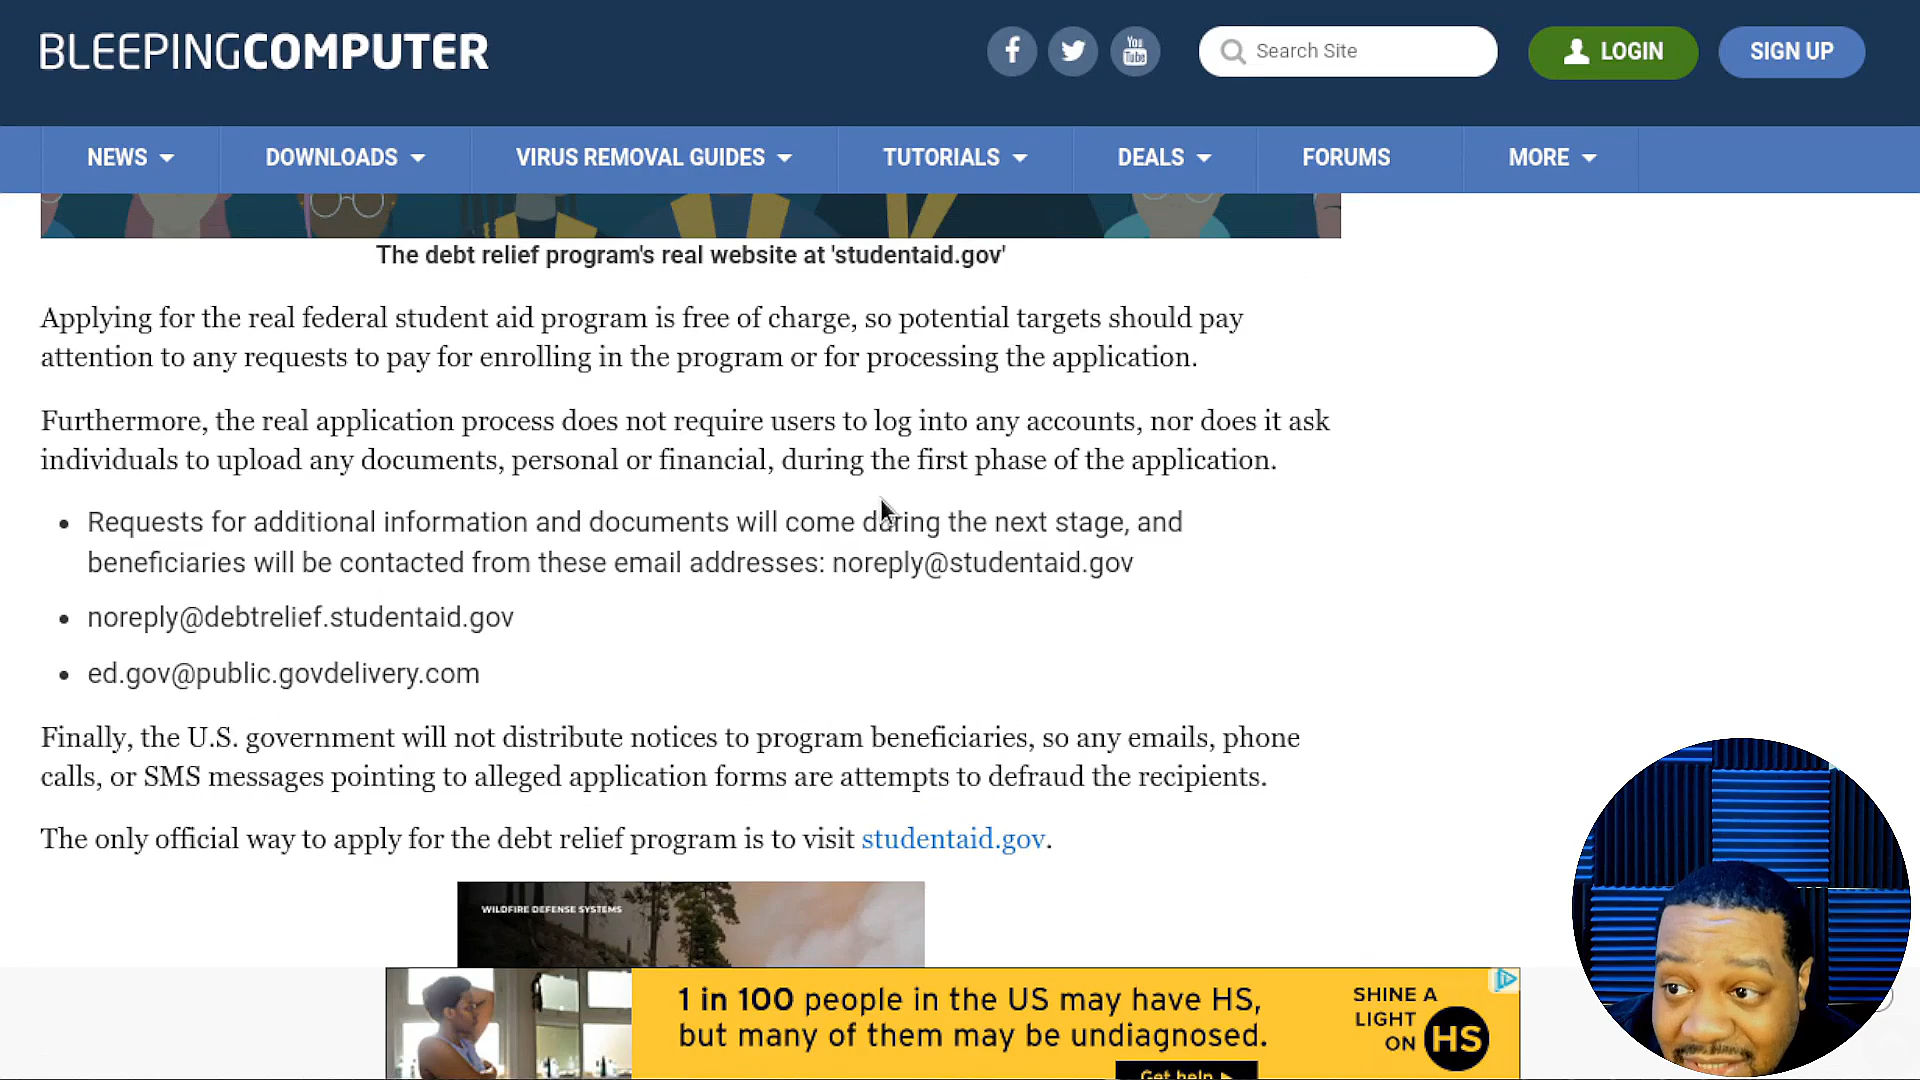 BLEEPINGCOMPUTER
f
You
Tube
Search Site
LOGIN
SIGN UP
NEWS
DOWNLOADS
VIRUS REMOVAL GUIDES
TUTORIALS
DEALS
FORUMS
MORE
The debt relief program's real website at 'studentaid.gov'
Applying for the real federal student aid program is free of charge, so potential targets should pay
attention to any requests to pay for enrolling in the program or for processing the application.
Furthermore, the real application process does not require users to log into any accounts, nor does it ask
individuals to upload any documents, personal or financial, during the first phase of the application.
Requests for additional information and documents will come during the next stage, and
beneficiaries will be contacted from these email addresses: noreply@studentaid.gov
noreply@debtrelief.studentaid.gov
ed.gov@public.govdelivery.com
Finally, the U.S. government will not distribute notices to program beneficiaries, so any emails, phone
calls, or SMS messages pointing to alleged application forms are attempts to defraud the recipients.
The only official way to apply for the debt relief program is to visit studentaid.gov.
WILDFIRE DEFENSE SYSTEMS
1 in 100 people in the US may have HS,
but many of them may be undiagnosed.
Get help
SHINE A
LIGHT
ON HS